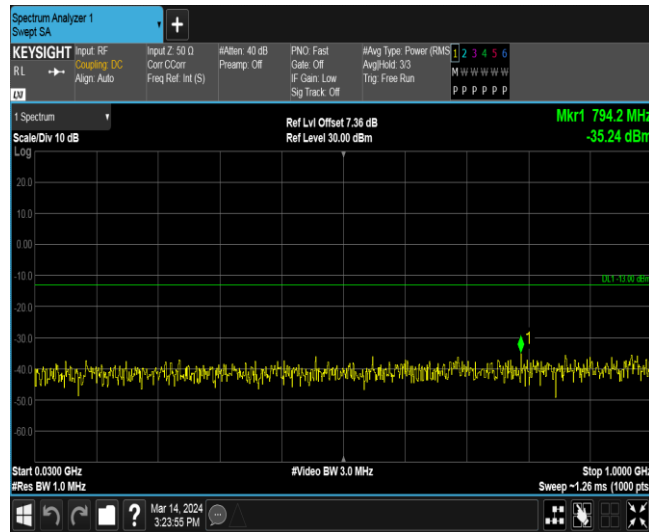 Spectrum Analyzer 1
Swept SA
+
KEYSIGHT
RL
LXI
Input: RF
Coupling: DC
Align: Auto
Input Z: 50 Ω
Corr CCorr
Freq Ref: Int (S)
#Atten: 40 dB
Preamp: Off
PNO: Fast
Gate: Off
IF Gain: Low
Sig Track: Off
#Avg Type: Power (RMS
Avg|Hold: 3/3
Trig: Free Run
1 2 3 4 5 6
M W W W W W
P P P P P P
1 Spectrum
Scale/Div 10 dB
Log
Ref Lvl Offset 7.36 dB
Ref Level 30.00 dBm
Mkr1 794.2 MHz
-35.24 dBm
20.0
10.0
0.00
-10.0
DL1 -13.00 dBm
-20.0
-30.0
1
-40.0
-50.0
-60.0
Start 0.0300 GHz
#Res BW 1.0 MHz
#Video BW 3.0 MHz
Stop 1.0000 GHz
Sweep ~1.26 ms (1000 pts)
?
Mar 14, 2024
3:23:55 PM